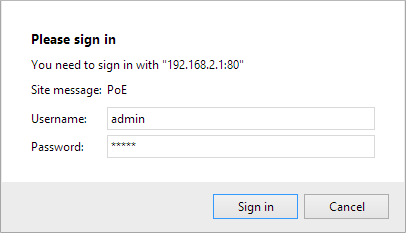 Please sign in
You need to sign in with "192.168.2.1:80"
Site message: PoE
Username: admin
Password: *****
Sign in Cancel